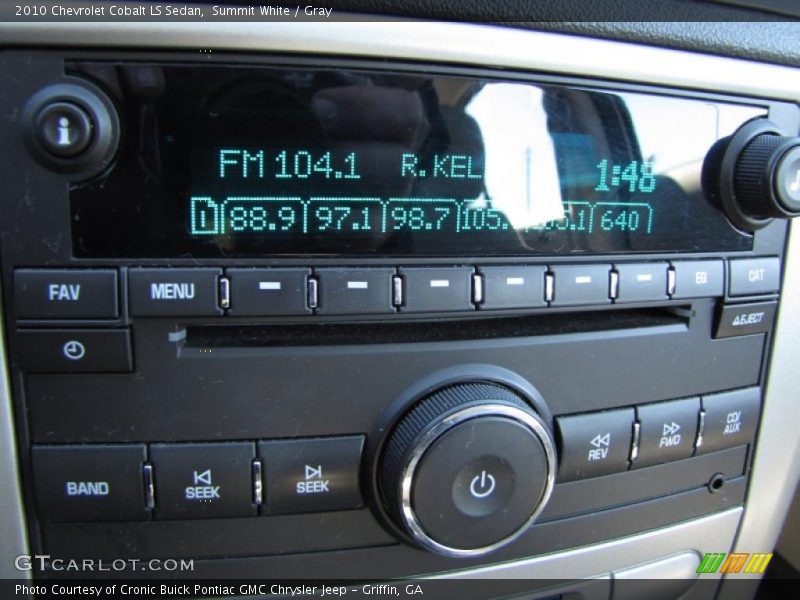 2010 Chevrolet Cobalt LS Sedan, Summit White / Gray
i
FM 104.1 R.KEL 1:48
1 88.9 97.1 98.7 105. 640
FAV MENU EQ CAT
EJECT
BAND SEEK SEEK REV FWD CD/
AUX
GTCARLOT.COM
Photo Courtesy of Cronic Buick Pontiac GMC Chrysler Jeep - Griffin, GA